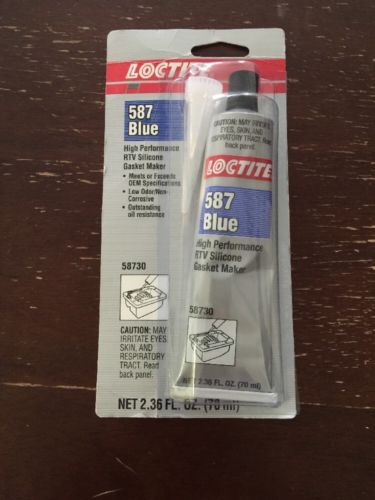 LOCTITE
587
Blue
High Performance
RTV Silicone
Gasket Maker
• Meets or Exceeds
OEM Specifications
• Low Odor/Non-
Corrosive
• Outstanding
oil resistance
58730
CAUTION: MAY
IRRITATE EYES,
SKIN, AND
RESPIRATORY
TRACT. Read
back panel.
NET 2.36 FL. OZ. (70 ml)
CAUTION: MAY
IRRITATE EYES,
SKIN, AND
RESPIRATORY TRACT. Read
back panel.
LOCTITE
587
Blue
High Performance
RTV Silicone
Gasket Maker
58730
NET 2.36 FL. OZ. (70 ml)